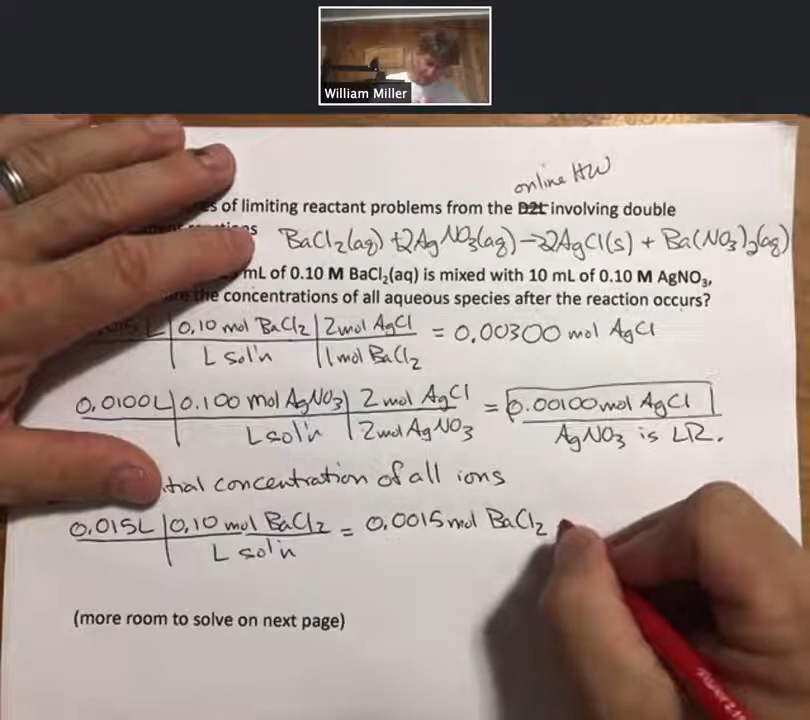 William Miller
online HW
of limiting reactant problems from the D2L involving double
BaCl₂(aq) + 2AgNO₃(aq) → 2AgCl(s) + Ba(NO₃)₂(aq)
mL of 0.10 M BaCl₂(aq) is mixed with 10 mL of 0.10 M AgNO₃,
the concentrations of all aqueous species after the reaction occurs?
0.10 mol BaCl₂ | 2 mol AgCl = 0.00300 mol AgCl
L sol'n | 1 mol BaCl₂
0.0100L | 0.100 mol AgNO₃ | 2 mol AgCl = 0.00100 mol AgCl
L sol'n | 2 mol AgNO₃ AgNO₃ is LR.
concentration of all ions
0.015L | 0.10 mol BaCl₂ = 0.0015 mol BaCl₂
L sol'n
(more room to solve on next page)